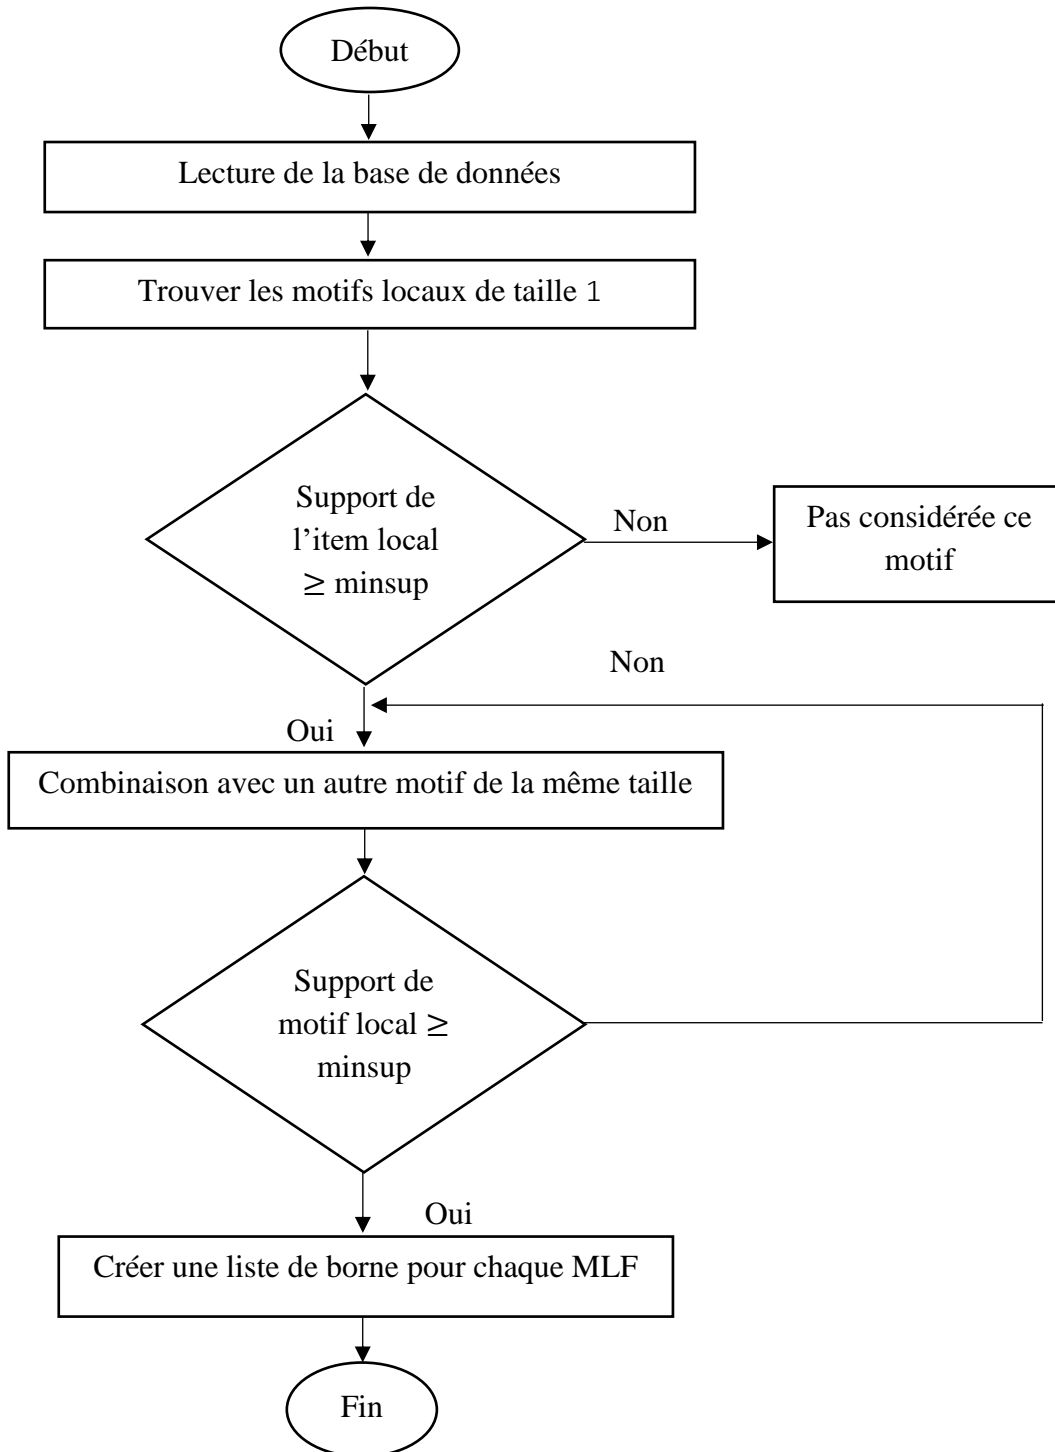 Début
Lecture de la base de données
Trouver les motifs locaux de taille 1
Support de
l’item local
≥ minsup
Non
Pas considérée ce
motif
Non
Oui
Combinaison avec un autre motif de la même taille
Support de
motif local ≥
minsup
Oui
Créer une liste de borne pour chaque MLF
Fin